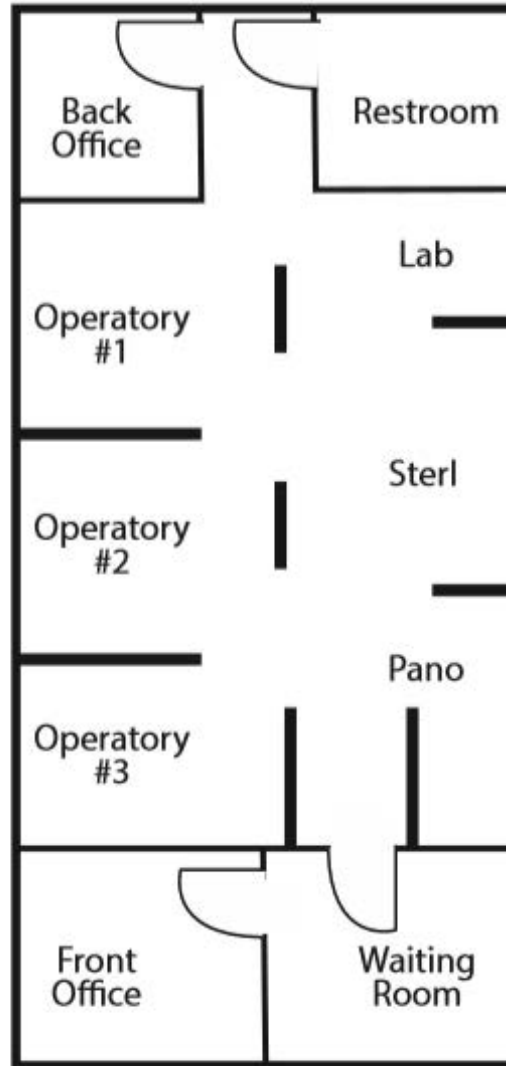 Back
Office
Restroom
Lab
Operatory
#1
Sterl
Operatory
#2
Pano
Operatory
#3
Front
Office
Waiting
Room